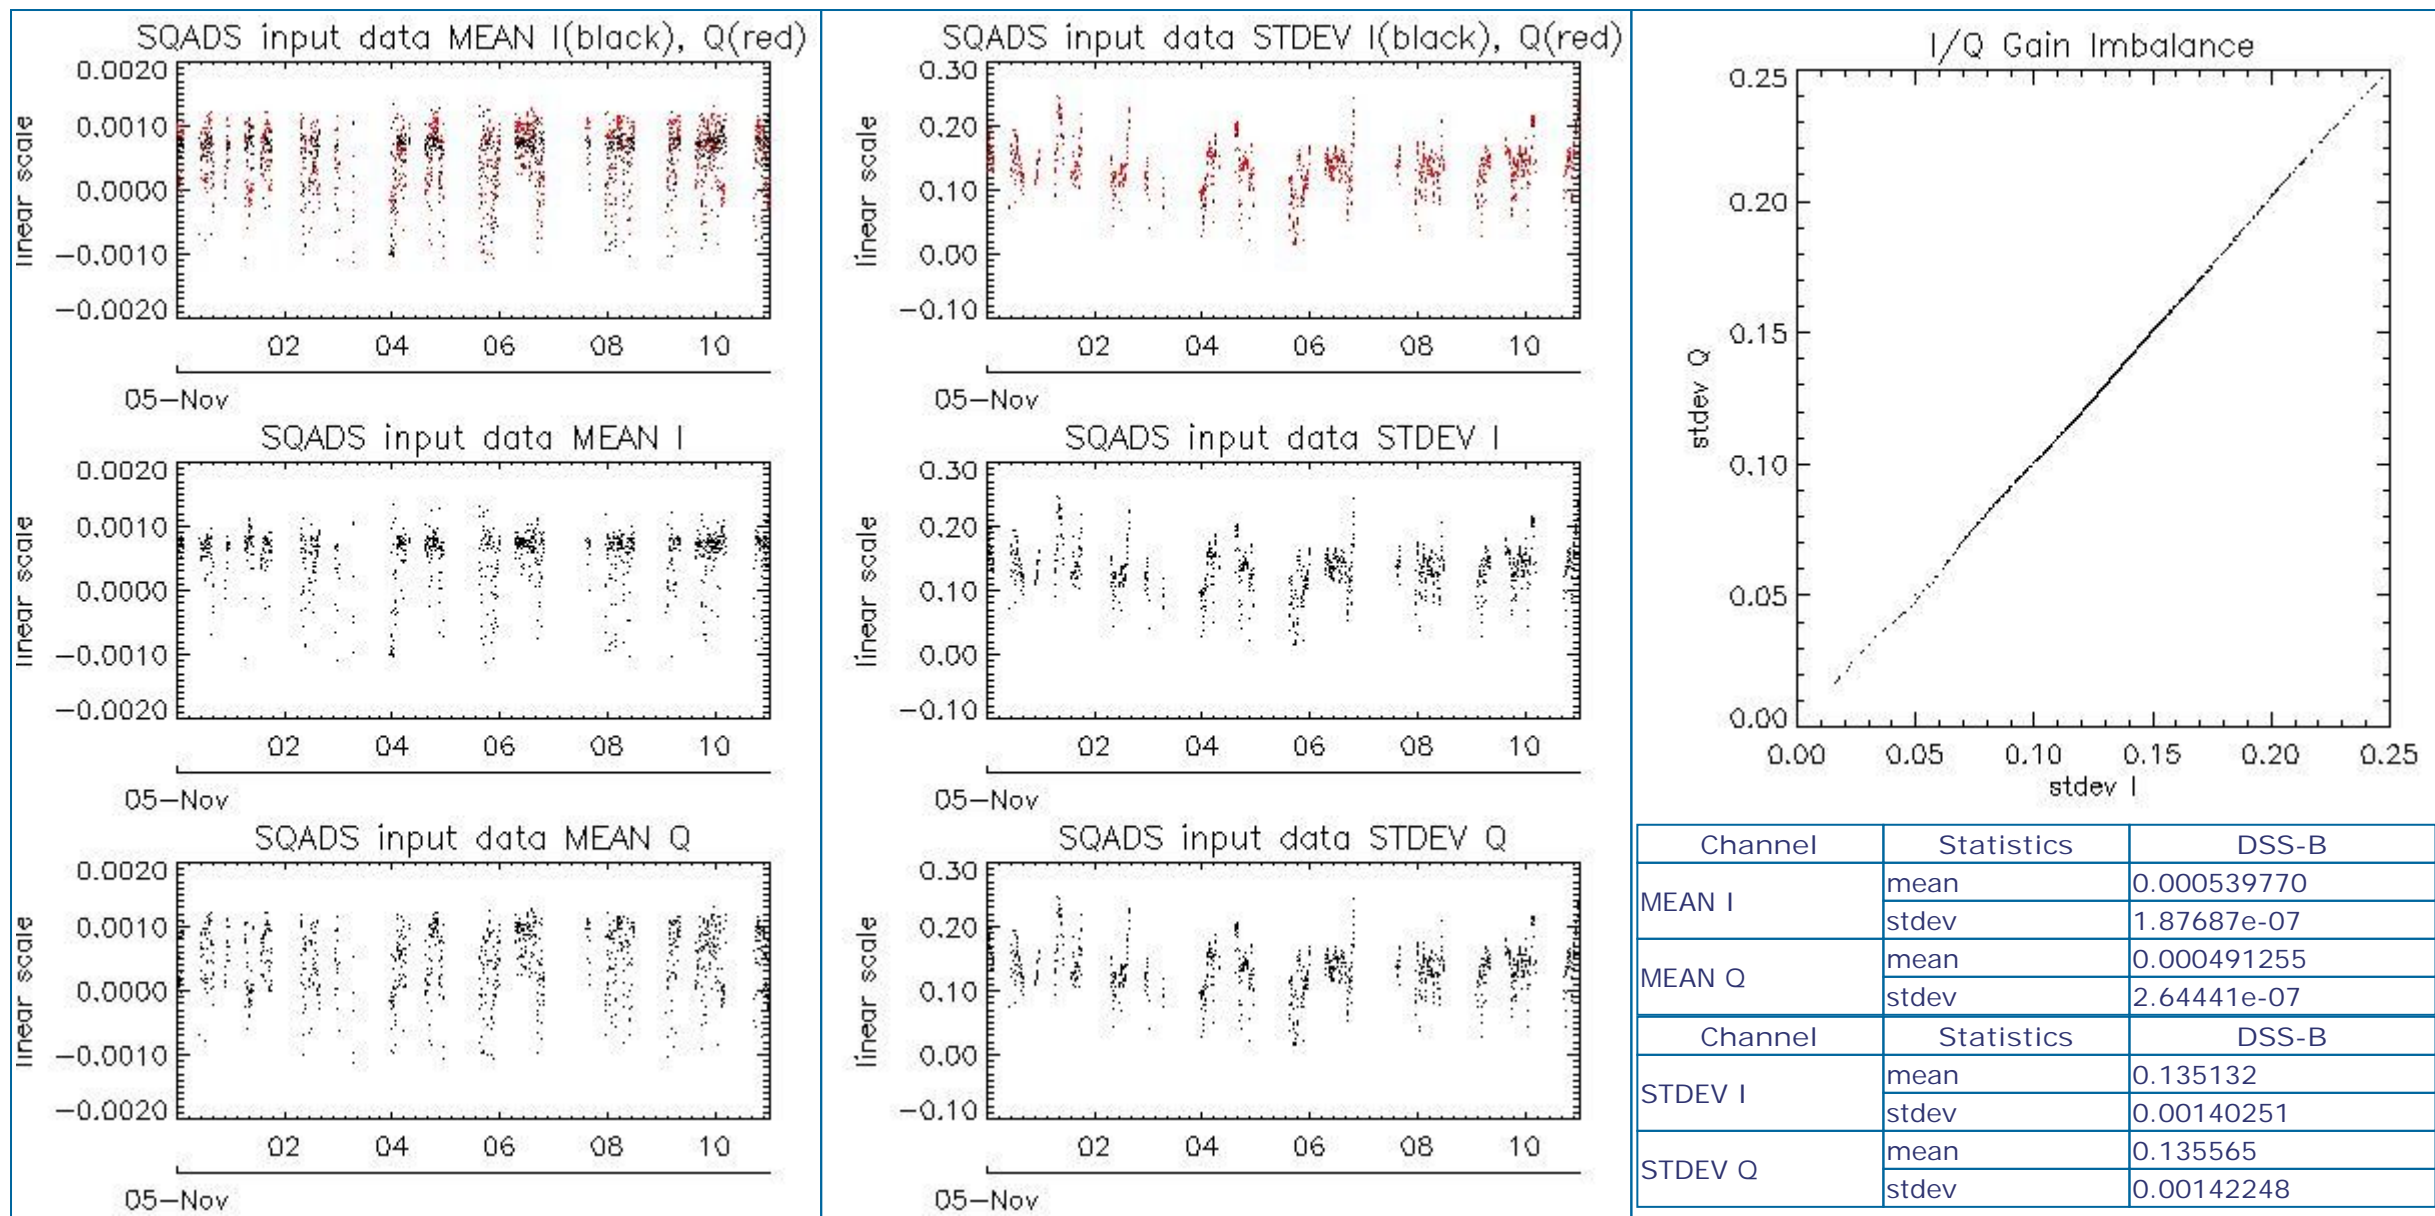 SQADS input data MEAN I(black), Q(red)
0.0020
0.0010
0.0000
−0.0010
−0.0020
linear scale
02 04 06 08 10
05−Nov
SQADS input data MEAN I
0.0020
0.0010
0.0000
−0.0010
−0.0020
linear scale
02 04 06 08 10
05−Nov
SQADS input data MEAN Q
0.0020
0.0010
0.0000
−0.0010
−0.0020
linear scale
02 04 06 08 10
05−Nov
SQADS input data STDEV I(black), Q(red)
0.30
0.20
0.10
0.00
−0.10
linear scale
02 04 06 08 10
05−Nov
SQADS input data STDEV I
0.30
0.20
0.10
0.00
−0.10
linear scale
02 04 06 08 10
05−Nov
SQADS input data STDEV Q
0.30
0.20
0.10
0.00
−0.10
linear scale
02 04 06 08 10
05−Nov
I/Q Gain Imbalance
0.25
0.20
0.15
0.10
0.05
0.00
stdev Q
0.00 0.05 0.10 0.15 0.20 0.25
stdev I
Channel Statistics DSS-B
MEAN I
mean 0.000539770
stdev 1.87687e-07
MEAN Q
mean 0.000491255
stdev 2.64441e-07
Channel Statistics DSS-B
STDEV I
mean 0.135132
stdev 0.00140251
STDEV Q
mean 0.135565
stdev 0.00142248